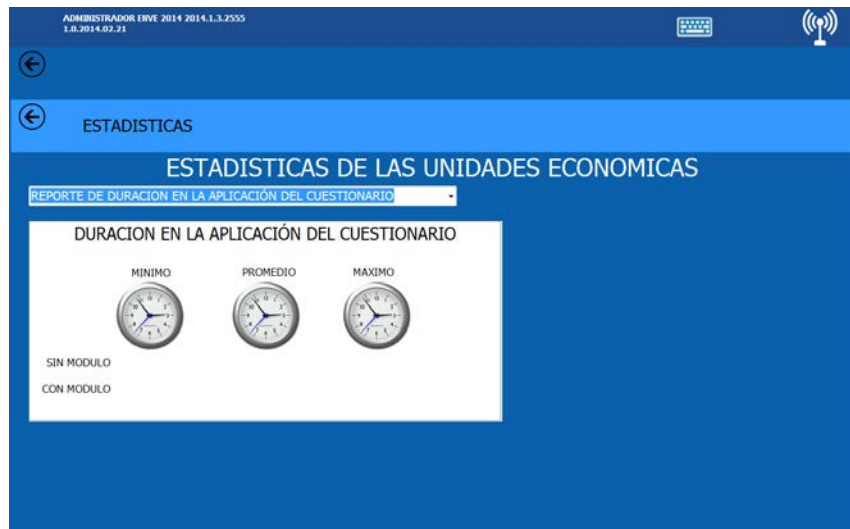 ADMINISTRADOR ENVE 2014 2014.1.3.2555
1.0.2014.02.21
ESTADISTICAS
ESTADISTICAS DE LAS UNIDADES ECONOMICAS
REPORTE DE DURACION EN LA APLICACIÓN DEL CUESTIONARIO
DURACION EN LA APLICACIÓN DEL CUESTIONARIO
MINIMO PROMEDIO MAXIMO
SIN MODULO
CON MODULO